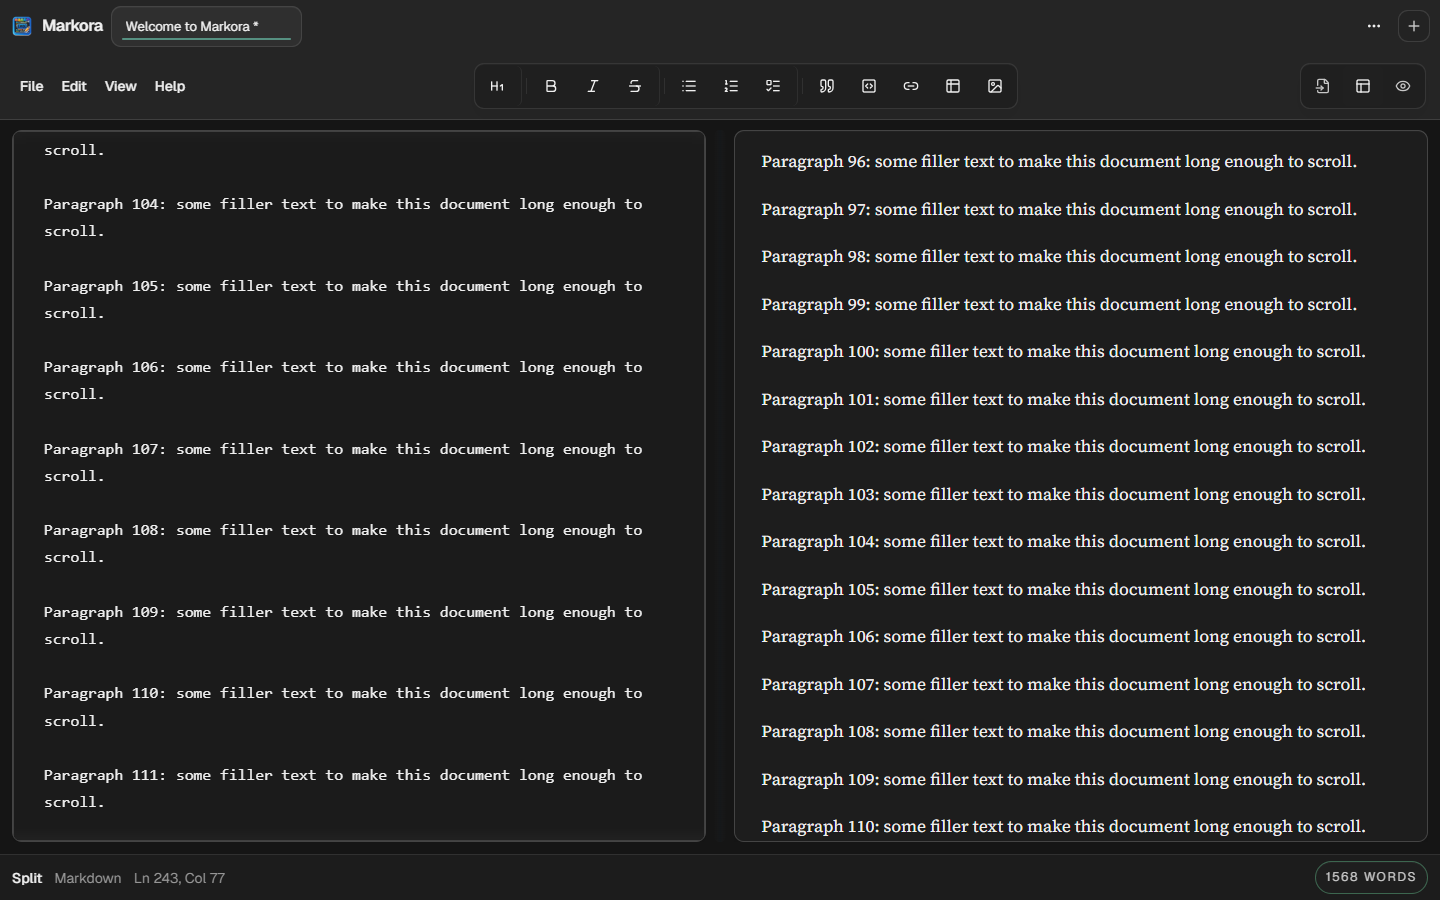 Markora
Welcome to Markora *
File Edit View Help
H1
scroll.
Paragraph 104: some filler text to make this document long enough to
scroll.
Paragraph 105: some filler text to make this document long enough to
scroll.
Paragraph 106: some filler text to make this document long enough to
scroll.
Paragraph 107: some filler text to make this document long enough to
scroll.
Paragraph 108: some filler text to make this document long enough to
scroll.
Paragraph 109: some filler text to make this document long enough to
scroll.
Paragraph 110: some filler text to make this document long enough to
scroll.
Paragraph 111: some filler text to make this document long enough to
scroll.
Paragraph 96: some filler text to make this document long enough to scroll.
Paragraph 97: some filler text to make this document long enough to scroll.
Paragraph 98: some filler text to make this document long enough to scroll.
Paragraph 99: some filler text to make this document long enough to scroll.
Paragraph 100: some filler text to make this document long enough to scroll.
Paragraph 101: some filler text to make this document long enough to scroll.
Paragraph 102: some filler text to make this document long enough to scroll.
Paragraph 103: some filler text to make this document long enough to scroll.
Paragraph 104: some filler text to make this document long enough to scroll.
Paragraph 105: some filler text to make this document long enough to scroll.
Paragraph 106: some filler text to make this document long enough to scroll.
Paragraph 107: some filler text to make this document long enough to scroll.
Paragraph 108: some filler text to make this document long enough to scroll.
Paragraph 109: some filler text to make this document long enough to scroll.
Paragraph 110: some filler text to make this document long enough to scroll.
Split Markdown Ln 243, Col 77
1568 WORDS